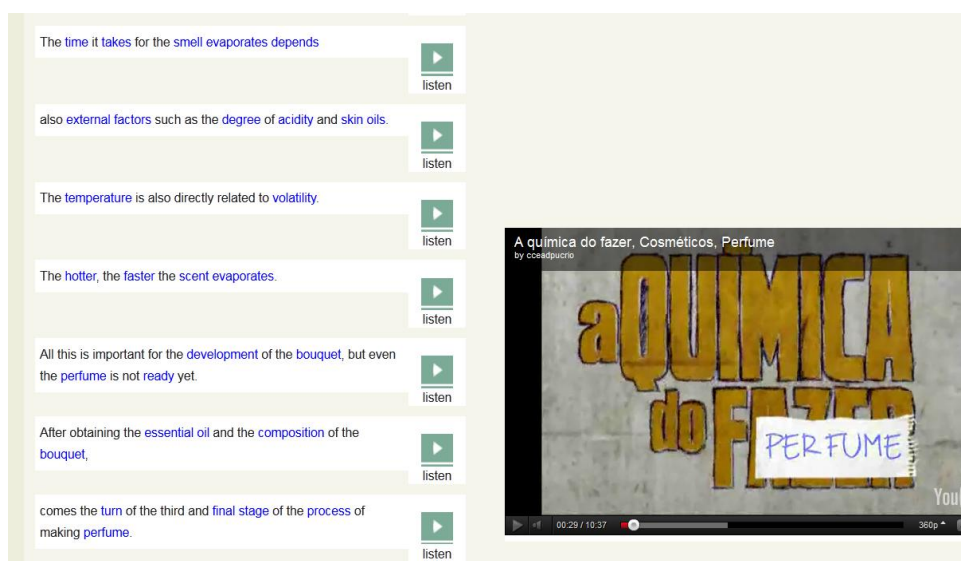 The time it takes for the smell evaporates depends
listen
also external factors such as the degree of acidity and skin oils.
listen
The temperature is also directly related to volatility.
listen
The hotter, the faster the scent evaporates.
listen
All this is important for the development of the bouquet, but even
the perfume is not ready yet.
listen
After obtaining the essential oil and the composition of the
bouquet,
listen
comes the turn of the third and final stage of the process of
making perfume.
listen
A química do fazer, Cosméticos, Perfume
by cceadpucrio
a QUÍMICA
do FAZER
PERFUME
You
00:29 / 10:37
360p